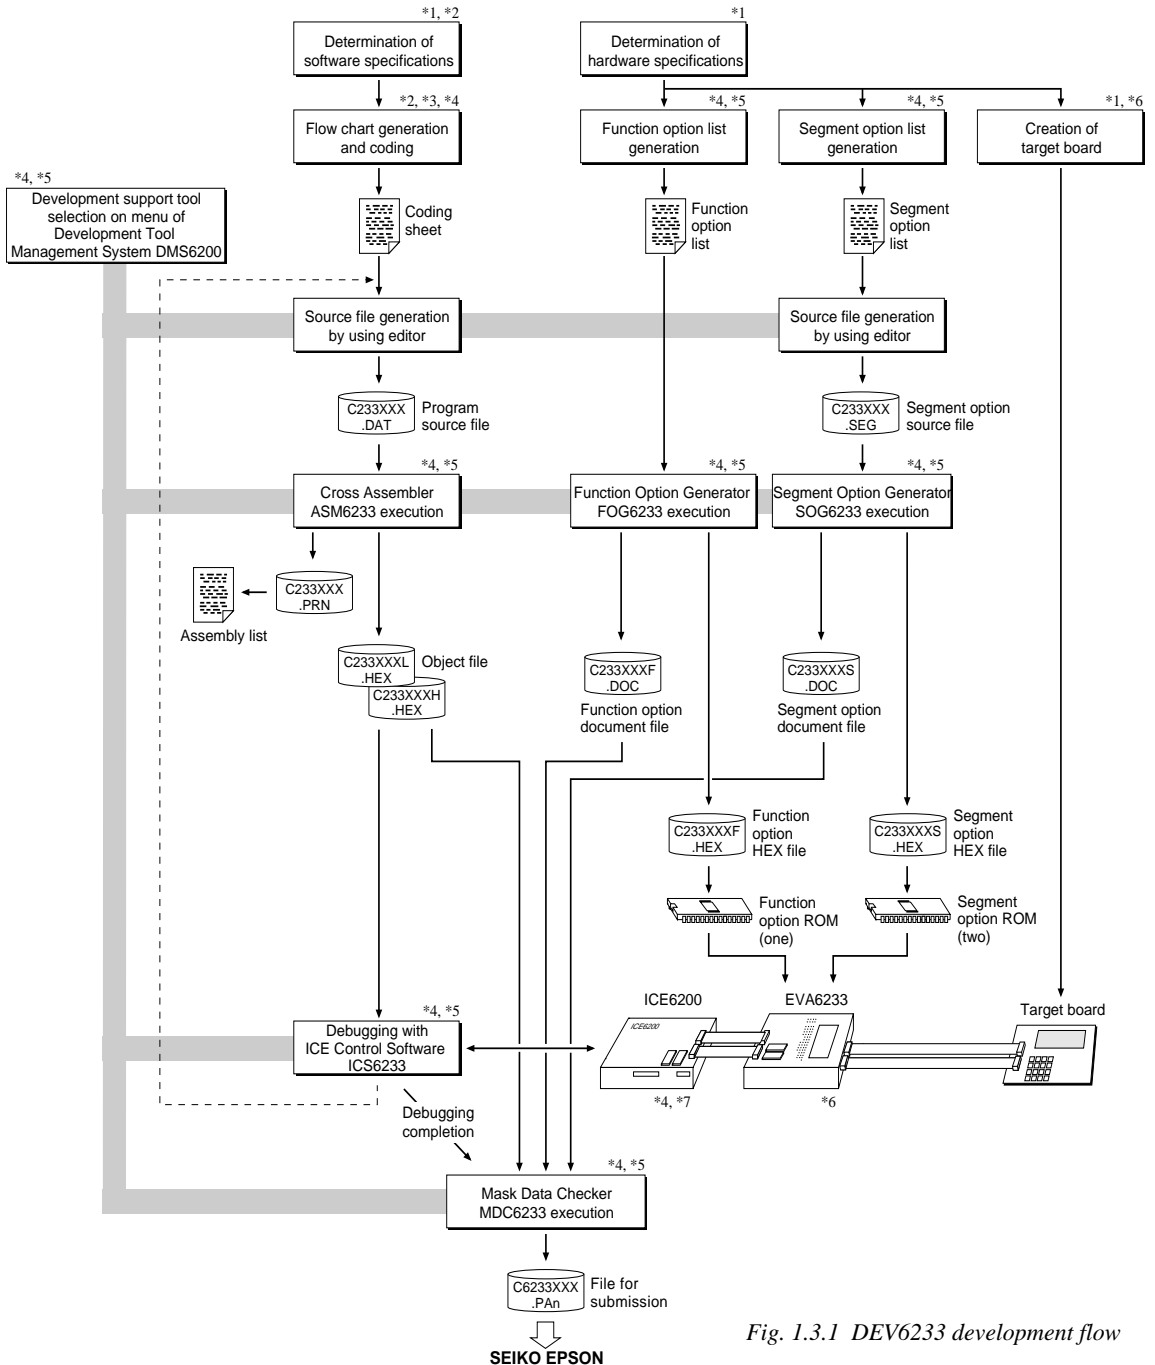 *1, *2
Determination of
software specifications
*1
Determination of
hardware specifications
*2, *3, *4
Flow chart generation
and coding
*4, *5
Function option list
generation
*4, *5
Segment option list
generation
*1, *6
Creation of
target board
*4, *5
Development support tool
selection on menu of
Development Tool
Management System DMS6200
Coding
sheet
Function
option
list
Segment
option
list
Source file generation
by using editor
Source file generation
by using editor
C233XXX
.DAT
Program
source file
C233XXX
.SEG
Segment option
source file
*4, *5
Cross Assembler
ASM6233 execution
*4, *5
Function Option Generator
FOG6233 execution
*4, *5
Segment Option Generator
SOG6233 execution
C233XXX
.PRN
Assembly list
C233XXXL
.HEX
C233XXXH
.HEX
Object file
C233XXXF
.DOC
Function option
document file
C233XXXS
.DOC
Segment option
document file
C233XXXF
.HEX
Function
option
HEX file
C233XXXS
.HEX
Segment
option
HEX file
Function
option ROM
(one)
Segment
option ROM
(two)
*4, *5
Debugging with
ICE Control Software
ICS6233
ICE6200
ICE6200
*4, *7
EVA6233
*6
Target board
Debugging
completion
*4, *5
Mask Data Checker
MDC6233 execution
C6233XXX
.PAn
File for
submission
SEIKO EPSON
Fig. 1.3.1 DEV6233 development flow